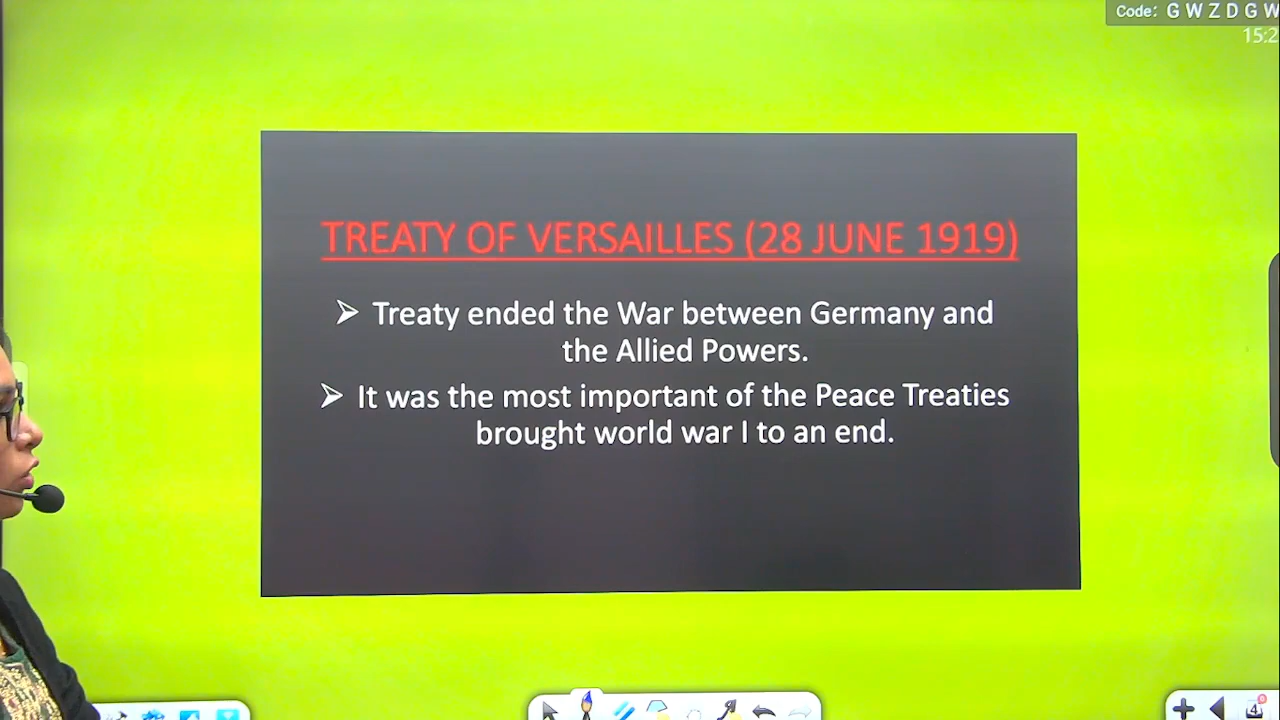 Code: G W Z D G W
15:2
TREATY OF VERSAILLES (28 JUNE 1919)
➢ Treaty ended the War between Germany and
the Allied Powers.
➢ It was the most important of the Peace Treaties
brought world war I to an end.
4